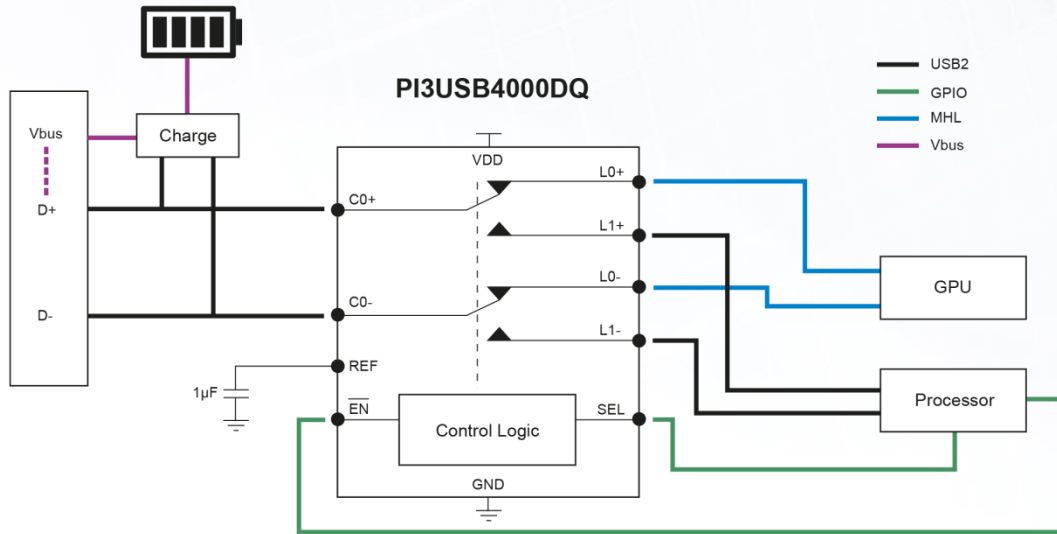 PI3USB4000DQ
USB2
GPIO
MHL
Vbus
Vbus
D+
D-
Charge
VDD
C0+
C0-
REF
1µF
EN
L0+
L1+
L0-
L1-
SEL
Control Logic
GND
GPU
Processor